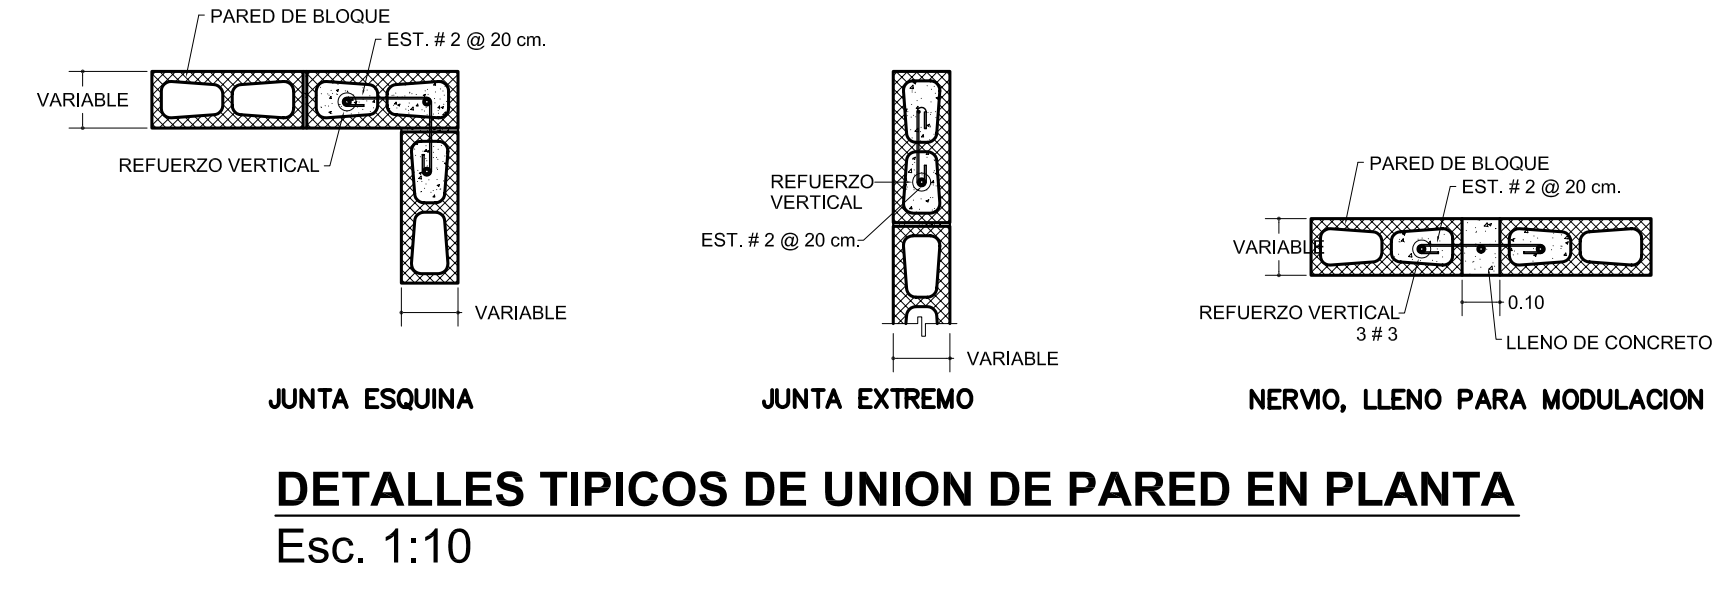 PARED DE BLOQUE
EST. # 2 @ 20 cm.
VARIABLE
REFUERZO VERTICAL
VARIABLE
JUNTA ESQUINA
REFUERZO
VERTICAL
EST. # 2 @ 20 cm.
VARIABLE
JUNTA EXTREMO
PARED DE BLOQUE
EST. # 2 @ 20 cm.
VARIABLE
REFUERZO VERTICAL
3 # 3
0.10
LLENO DE CONCRETO
NERVIO, LLENO PARA MODULACION
DETALLES TIPICOS DE UNION DE PARED EN PLANTA
Esc. 1:10